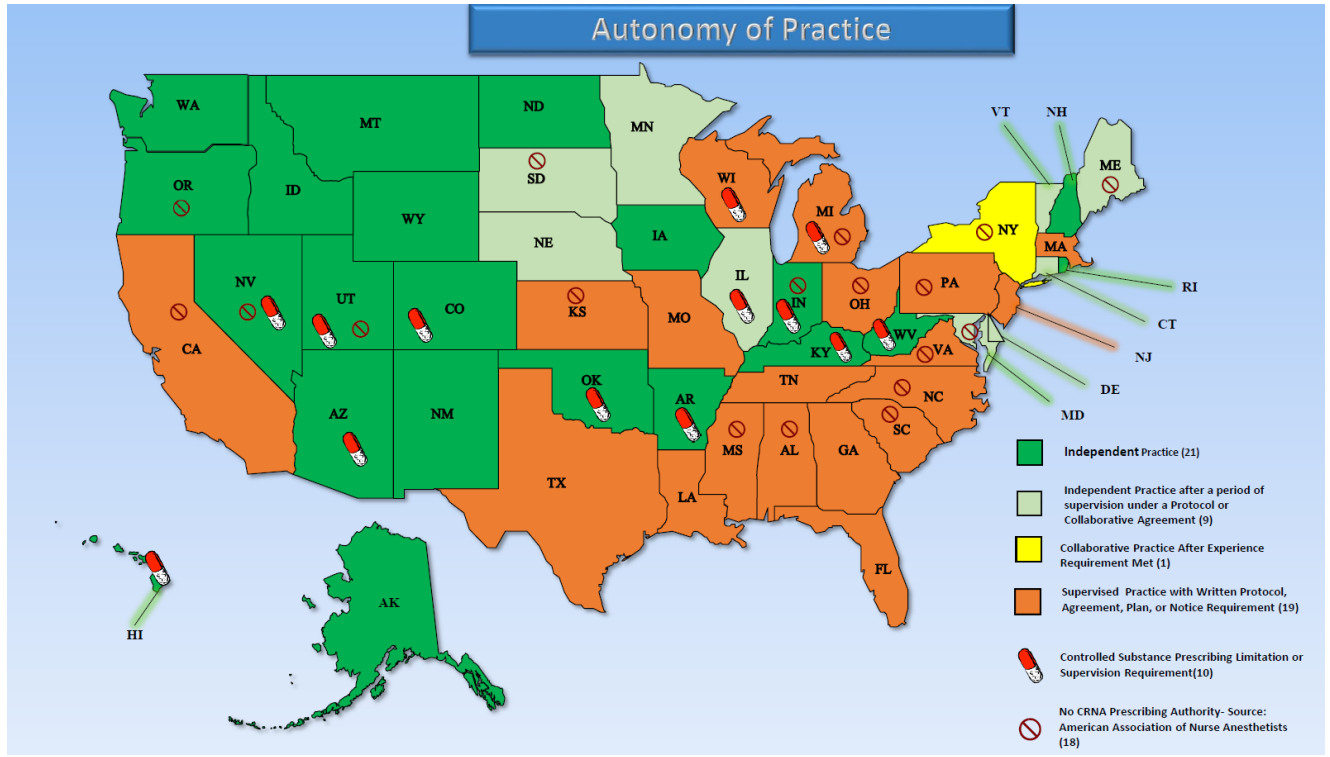 Autonomy of Practice
WA
MT
ND
MN
VT
NH
ME
OR
ID
SD
WI
MI
WY
NY
NE
IA
MA
NV
UT
CO
IL
IN
OH
PA
RI
KS
MO
WV
CT
CA
KY
VA
NJ
AZ
NM
OK
AR
TN
NC
DE
MD
SC
MS
AL
GA
TX
LA
FL
AK
HI
Independent Practice (21)
Independent Practice after a period of
supervision under a Protocol or
Collaborative Agreement (9)
Collaborative Practice After Experience
Requirement Met (1)
Supervised Practice with Written Protocol,
Agreement, Plan, or Notice Requirement (19)
Controlled Substance Prescribing Limitation or
Supervision Requirement(10)
No CRNA Prescribing Authority- Source:
American Association of Nurse Anesthetists
(18)